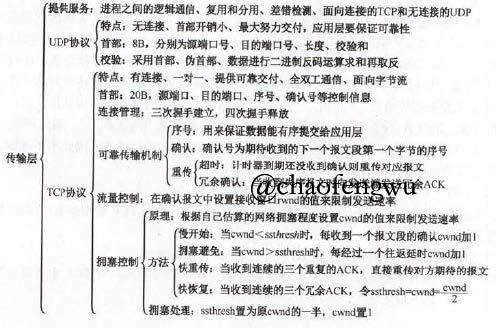 提供服务：进程之间的逻辑通信、复用和分用、差错检测、面向连接的TCP和无连接的UDP
特点：无连接、首部开销小、最大努力交付，应用层要保证可靠性
UDP协议
首部：8B，分别为源端口号、目的端口号、长度、校验和
校验：采用首部、伪首部、数据进行二进制反码运算求和再取反
特点：有连接、一对一、提供可靠交付、全双工通信、面向字节流
首部：20B，源端口、目的端口、序号、确认号等控制信息
连接管理：三次握手建立，四次握手释放
序号：用来保证数据能有序提交给应用层
可靠传输机制
确认：确认号为期待收到的下一个报文段第一个字节的序号
传输层
重传
超时：计时器到期还没收到确认则重传对应报文
冗余确认：
ACK
@chaofengwu
TCP协议
流量控制：在确认报文中设置接收窗口rwnd的值来限制发送速率
原理：根据自己估算的网络拥塞程度设置cwnd的值来限制发送速率
慢开始：当cwnd<ssthresh时，每收到一个报文段的确认cwnd加1
拥塞避免：当cwnd>ssthresh时，每经过一个往返延时cwnd加1
拥塞控制
方法
快重传：当收到连续的三个重复的ACK，直接重传对方期待的报文
快恢复：当收到连续的三个冗余ACK，令ssthresh=cwnd=cwnd/2
拥塞处理：ssthresh置为原cwnd的一半，cwnd置1